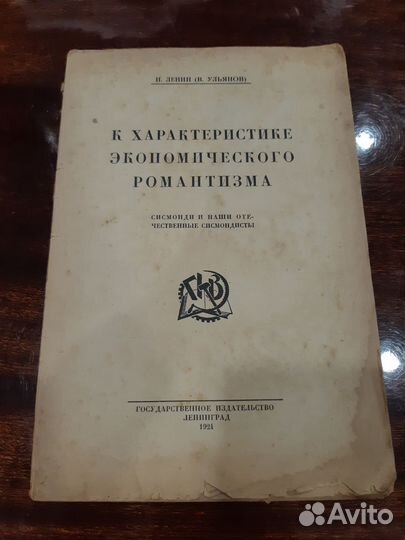 Н. ЛЕНИН (В. УЛЬЯНОВ)
К ХАРАКТЕРИСТИКЕ
ЭКОНОМИЧЕСКОГО
РОМАНТИЗМА
СИСМОНДИ И НАШИ ОТЕ-
ЧЕСТВЕННЫЕ СИСМОНДИСТЫ
ГОСУДАРСТВЕННОЕ ИЗДАТЕЛЬСТВО
ЛЕНИНГРАД
1924
Avito